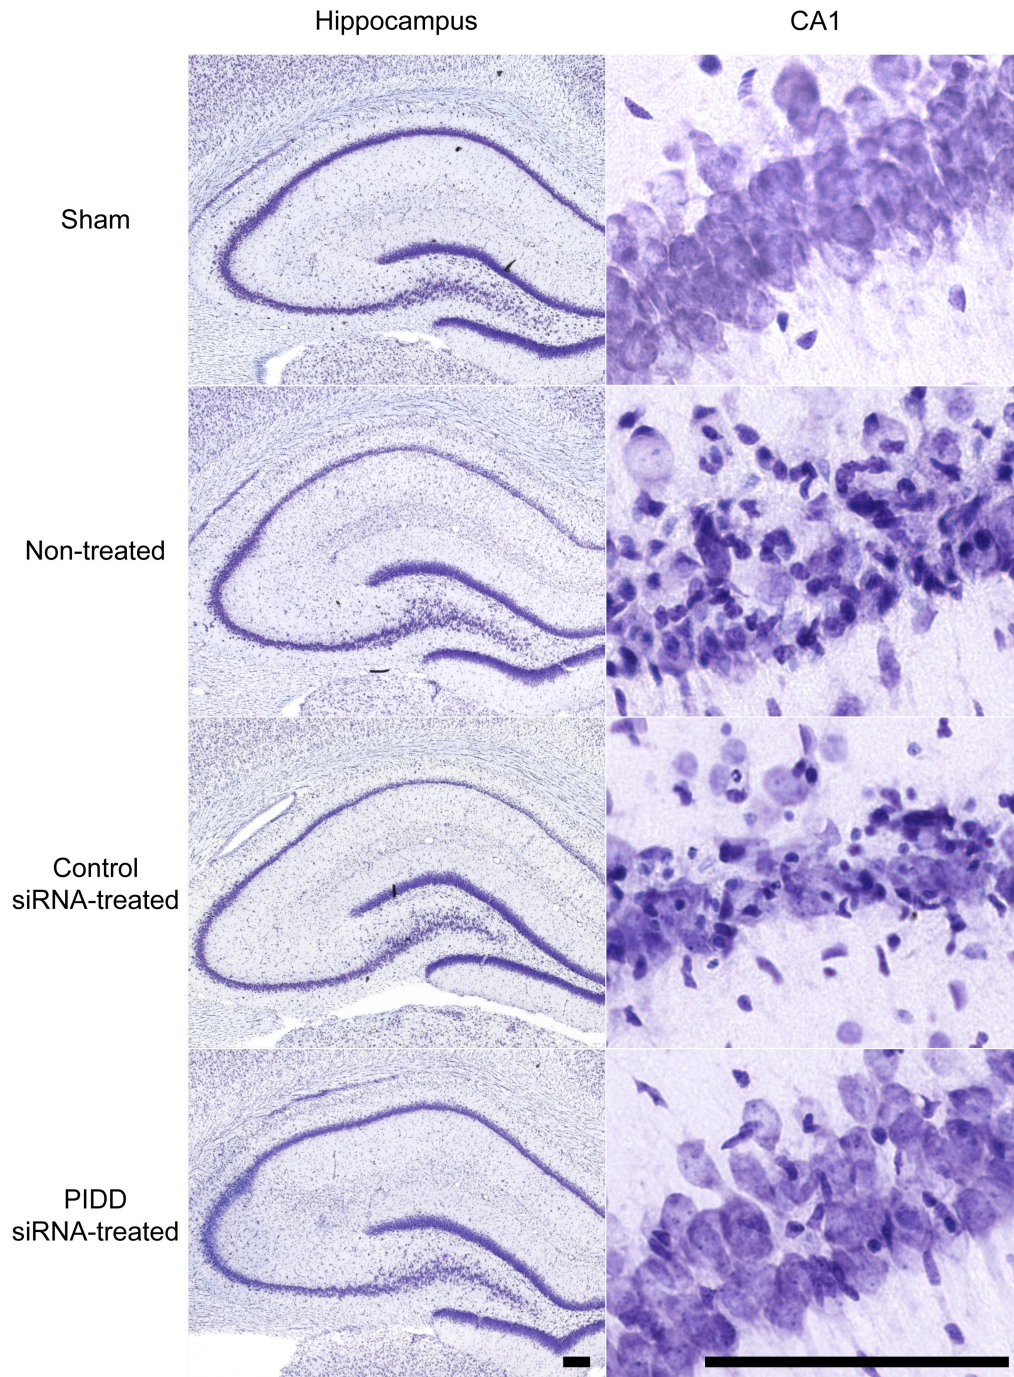 Hippocampus
CA1
Sham
Non-treated
Control
siRNA-treated
PIDD
siRNA-treated